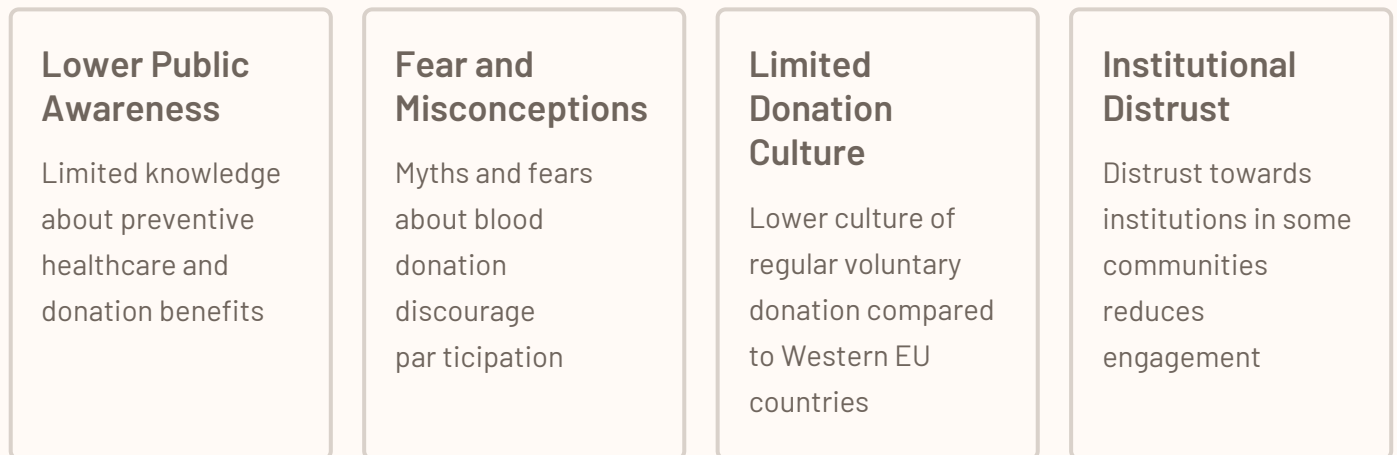 Lower Public
Awareness
Limited knowledge
about preventive
healthcare and
donation benefits
Fear and
Misconceptions
Myths and fears
about blood
donation
discourage
par ticipation
Limited
Donation
Culture
Lower culture of
regular voluntary
donation compared
to Western EU
countries
Institutional
Distrust
Distrust towards
institutions in some
communities
reduces
engagement